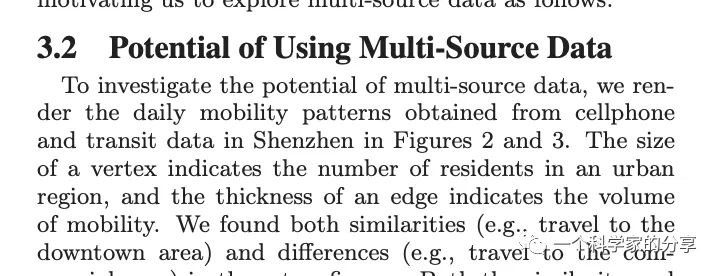 motivating us to explore multi-source data as follows.
3.2 Potential of Using Multi-Source Data
To investigate the potential of multi-source data, we ren-
der the daily mobility patterns obtained from cellphone
and transit data in Shenzhen in Figures 2 and 3. The size
of a vertex indicates the number of residents in an urban
region, and the thickness of an edge indicates the volume
of mobility. We found both similarities (e.g., travel to the
downtown area) and differences (e.g., travel to the com-
一个科学家的分享